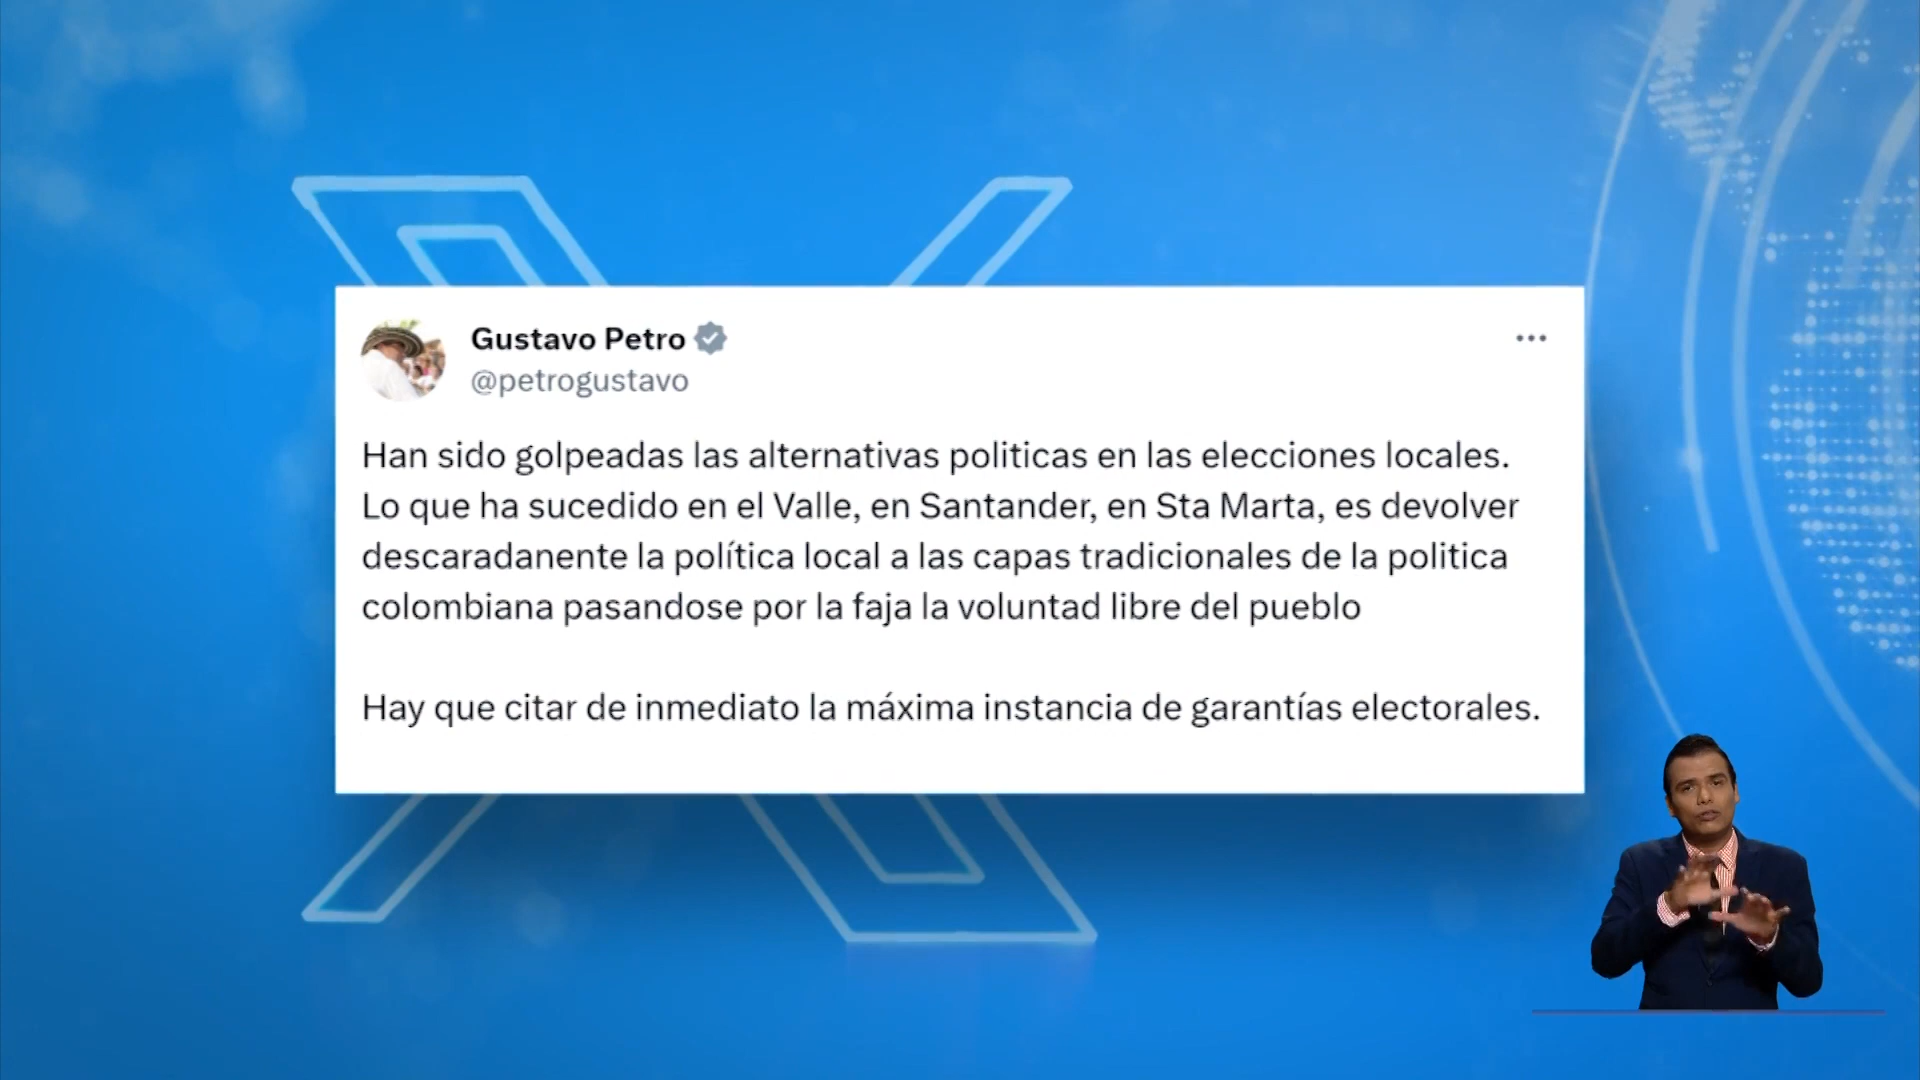 Gustavo Petro
@petrogustavo
Han sido golpeadas las alternativas politicas en las elecciones locales.
Lo que ha sucedido en el Valle, en Santander, en Sta Marta, es devolver
descaradanente la política local a las capas tradicionales de la politica
colombiana pasandose por la faja la voluntad libre del pueblo
Hay que citar de inmediato la máxima instancia de garantías electorales.